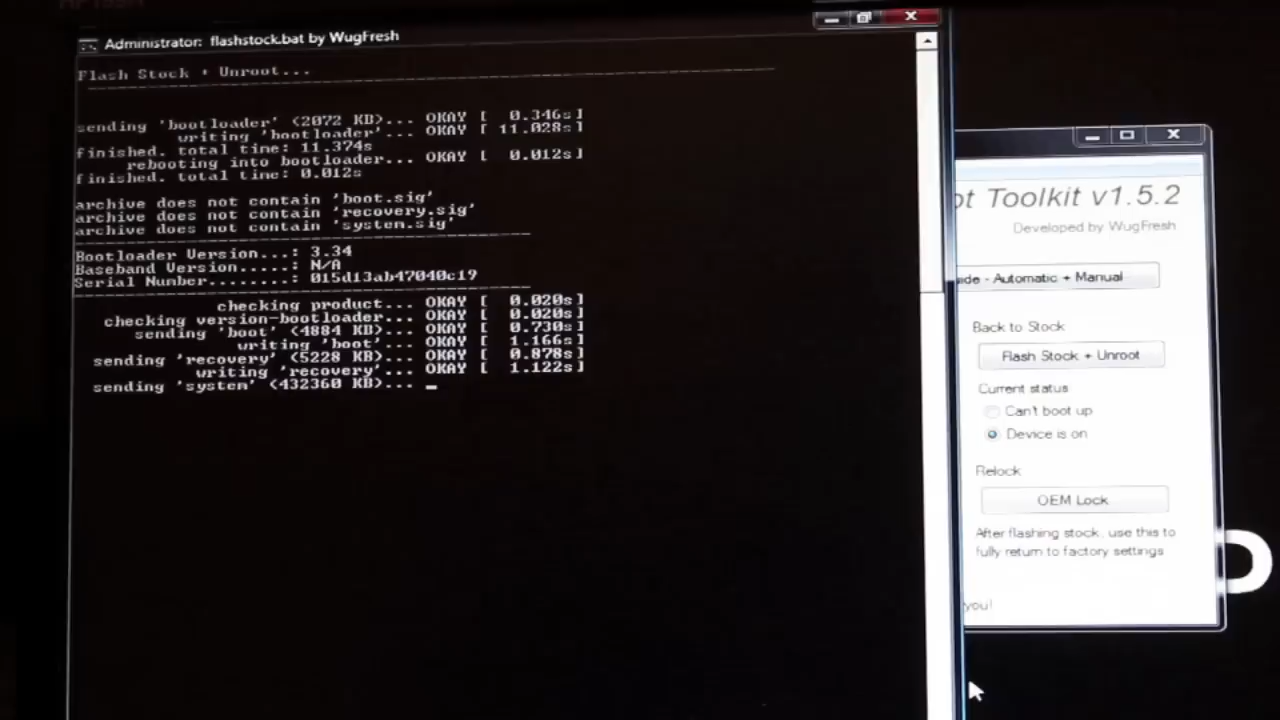 Administrator: flashstock.bat by WugFresh
Flash Stock + Unroot...
sending 'bootloader' (2072 KB)... OKAY [ 0.346s]
writing 'bootloader'... OKAY [ 11.028s]
finished. total time: 11.374s
rebooting into bootloader... OKAY [ 0.012s]
finished. total time: 0.012s
archive does not contain 'boot.sig'
archive does not contain 'recovery.sig'
archive does not contain 'system.sig'
Bootloader Version...: 3.34
Baseband Version.....: N/A
Serial Number........: 015d13ab47040c19
checking product... OKAY [ 0.020s]
checking version-bootloader... OKAY [ 0.020s]
sending 'boot' (4884 KB)... OKAY [ 0.730s]
writing 'boot'... OKAY [ 1.166s]
sending 'recovery' (5228 KB)... OKAY [ 0.878s]
writing 'recovery'... OKAY [ 1.122s]
sending 'system' (432360 KB)... _
ot Toolkit v1.5.2
Developed by WugFresh
ide - Automatic + Manual
Back to Stock
Flash Stock + Unroot
Current status
Can't boot up
Device is on
Relock
OEM Lock
After flashing stock, use this to
fully return to factory settings
you!